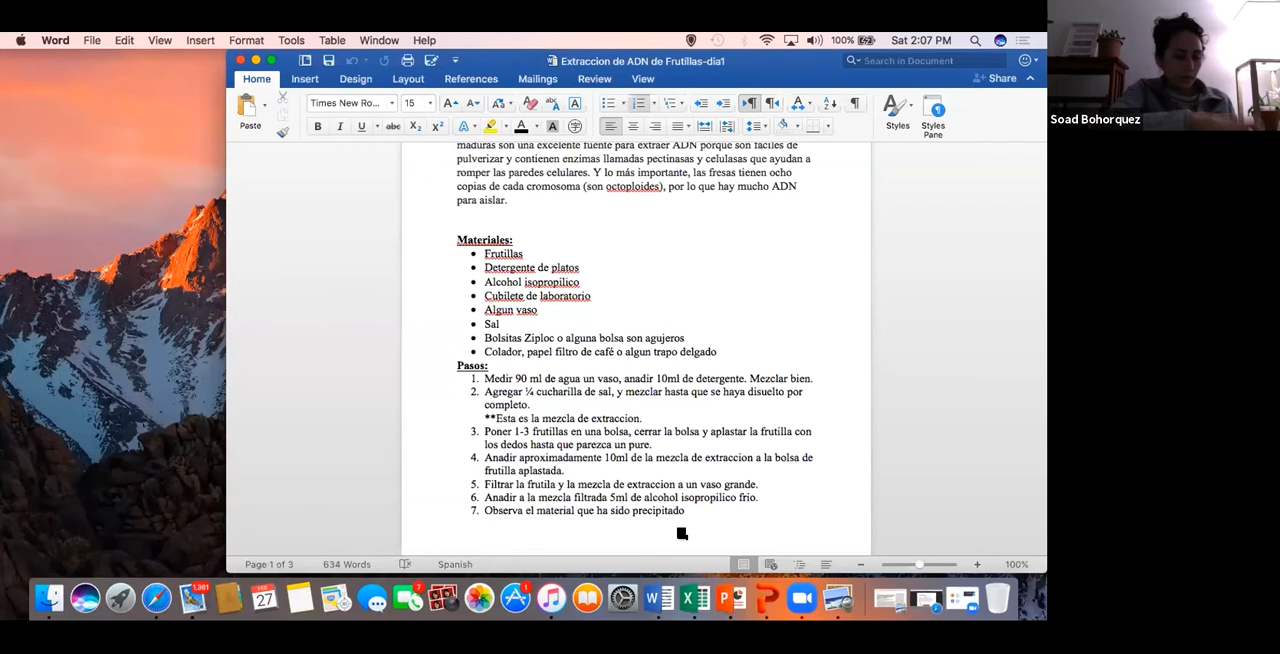 Word File Edit View Insert Format Tools Table Window Help 100% Sat 2:07 PM
Extraccion de ADN de Frutillas-dia1 Search in Document
Home Insert Design Layout References Mailings Review View Share
Paste Times New Ro... 15 Styles Styles Pane
Soad Bohorquez
maduras son una excelente fuente para extraer ADN porque son faciles de
pulverizar y contienen enzimas llamadas pectinasas y celulasas que ayudan a
romper las paredes celulares. Y lo más importante, las fresas tienen ocho
copias de cada cromosoma (son octoploides), por lo que hay mucho ADN
para aislar.
Materiales:
• Frutillas
• Detergente de platos
• Alcohol isopropilico
• Cubilete de laboratorio
• Algun vaso
• Sal
• Bolsitas Ziploc o alguna bolsa son agujeros
• Colador, papel filtro de café o algun trapo delgado
Pasos:
1. Medir 90 ml de agua un vaso, anadir 10ml de detergente. Mezclar bien.
2. Agregar ¼ cucharilla de sal, y mezclar hasta que se haya disuelto por
completo.
**Esta es la mezcla de extraccion.
3. Poner 1-3 frutillas en una bolsa, cerrar la bolsa y aplastar la frutilla con
los dedos hasta que parezca un pure.
4. Anadir aproximadamente 10ml de la mezcla de extraccion a la bolsa de
frutilla aplastada.
5. Filtrar la frutila y la mezcla de extraccion a un vaso grande.
6. Anadir a la mezcla filtrada 5ml de alcohol isopropilico frio.
7. Observa el material que ha sido precipitado
Page 1 of 3 634 Words Spanish 100%
1,361 27 7 1